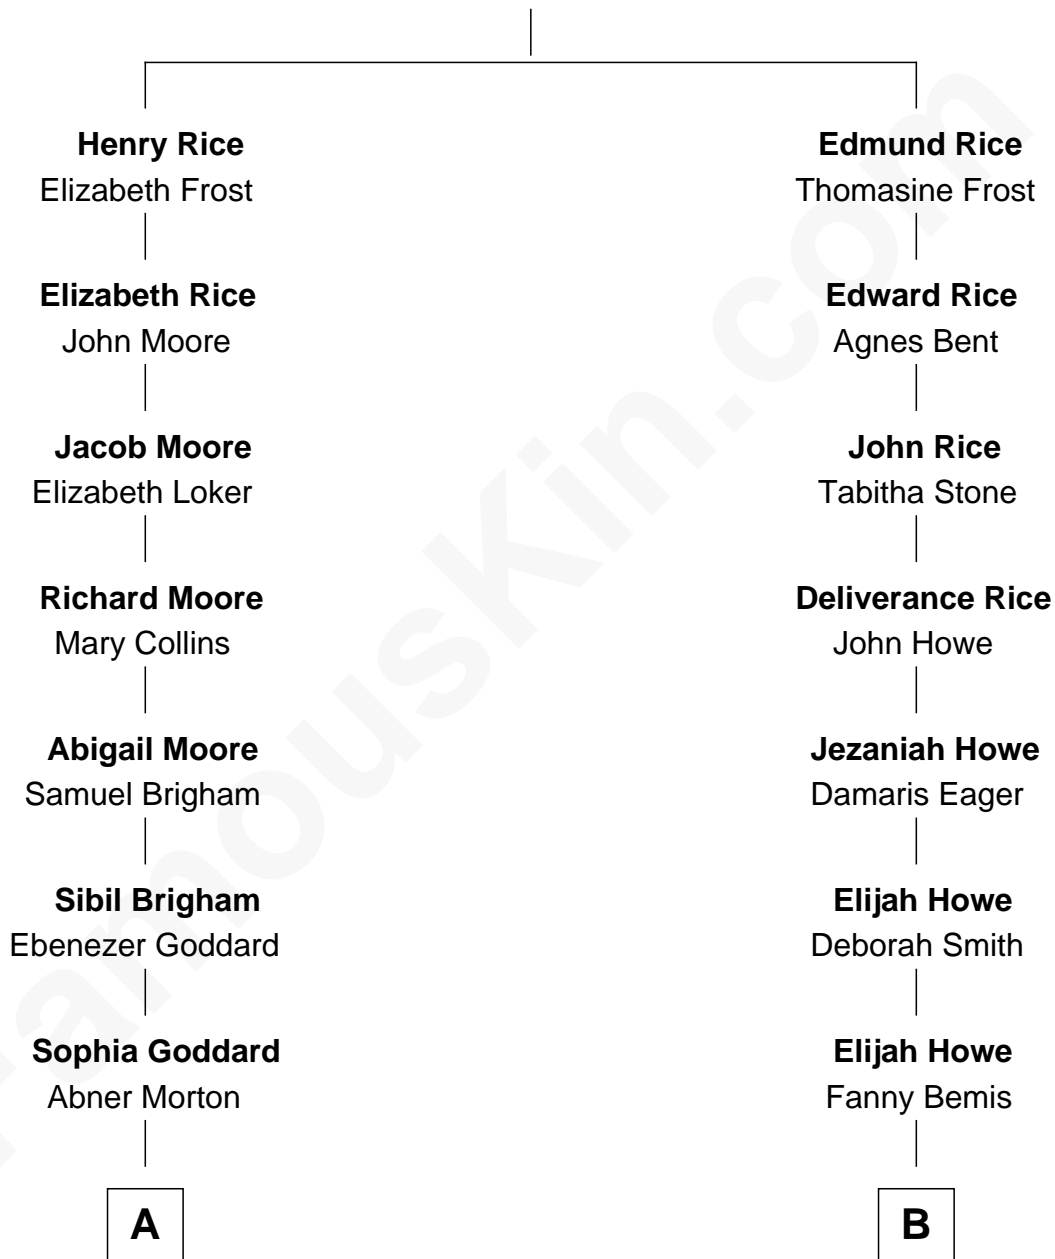 Henry Rice
Elizabeth Frost
Elizabeth Rice
John Moore
Jacob Moore
Elizabeth Loker
Richard Moore
Mary Collins
Abigail Moore
Samuel Brigham
Sibil Brigham
Ebenezer Goddard
Sophia Goddard
Abner Morton
A
Edmund Rice
Thomasine Frost
Edward Rice
Agnes Bent
John Rice
Tabitha Stone
Deliverance Rice
John Howe
Jezaniah Howe
Damaris Eager
Elijah Howe
Deborah Smith
Elijah Howe
Fanny Bemis
B
FamousKin.com